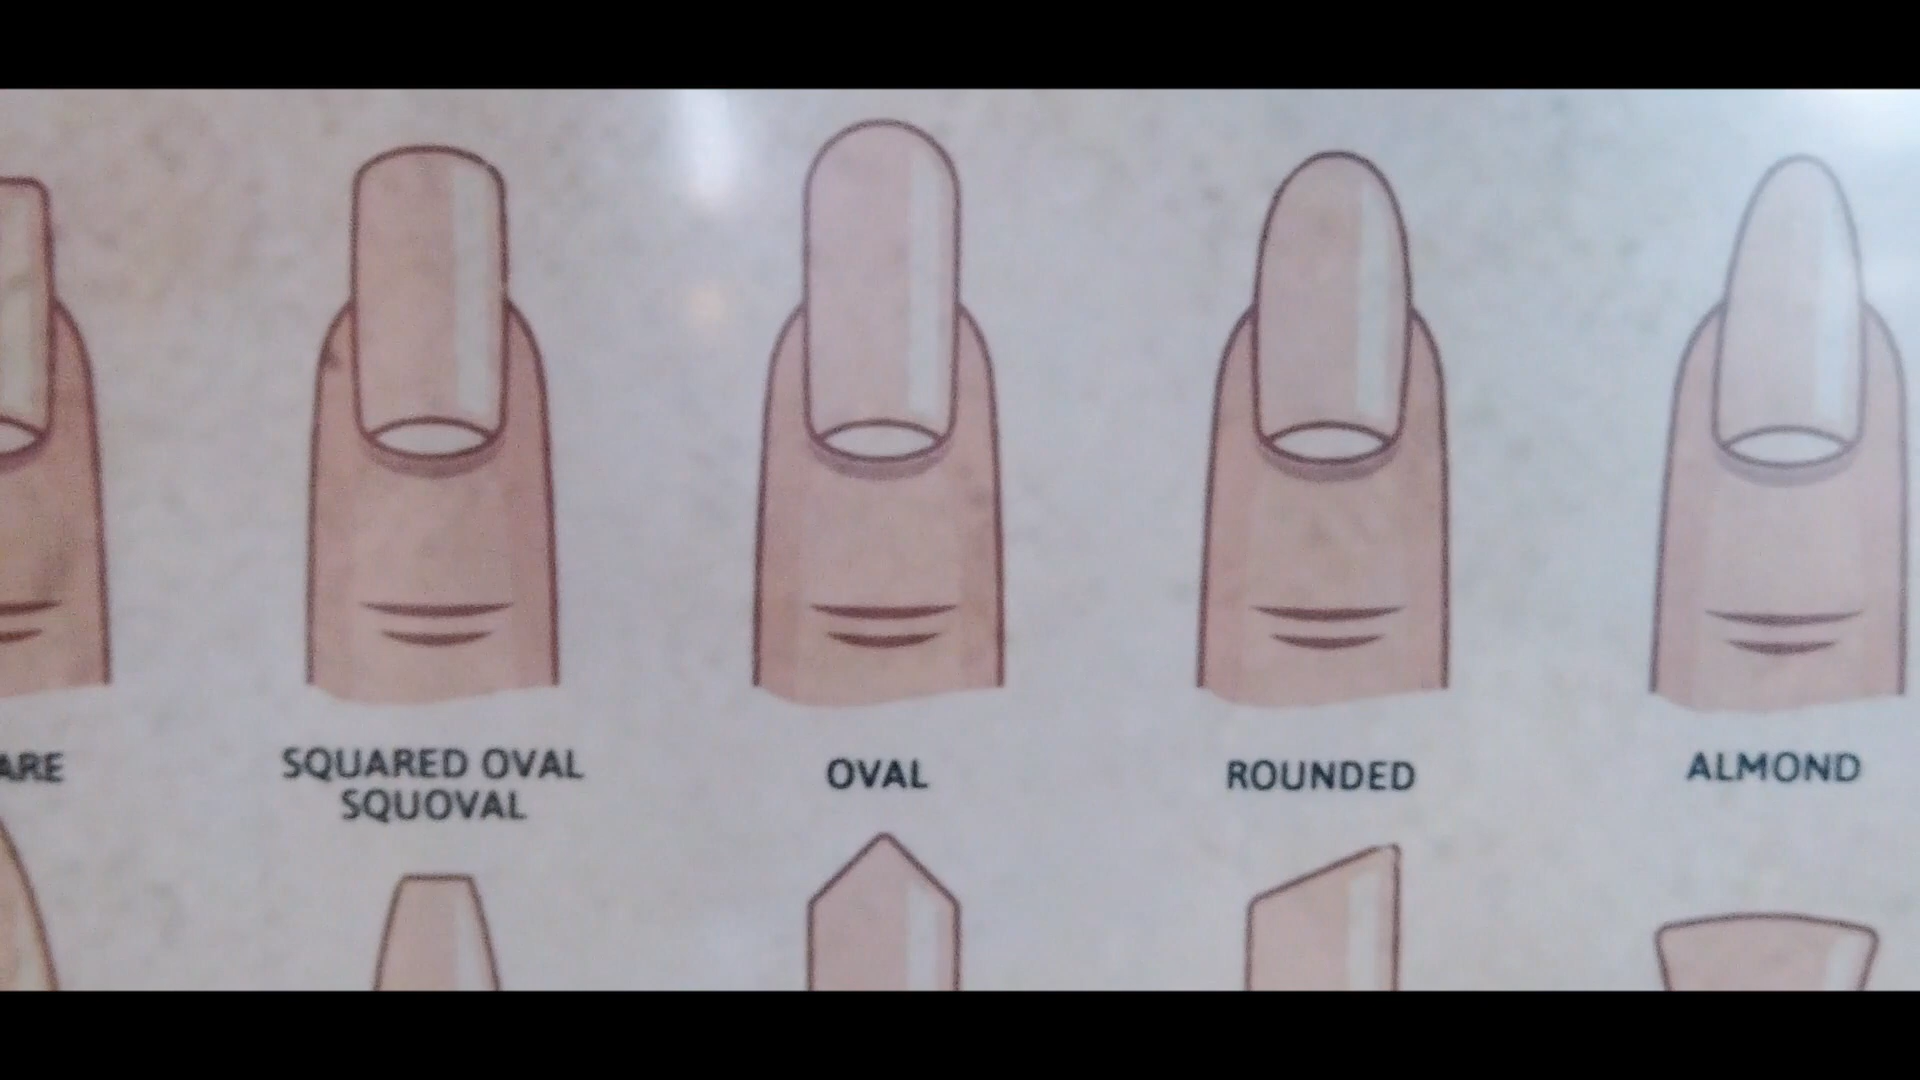 ARE
SQUARED OVAL
SQUOVAL
OVAL
ROUNDED
ALMOND